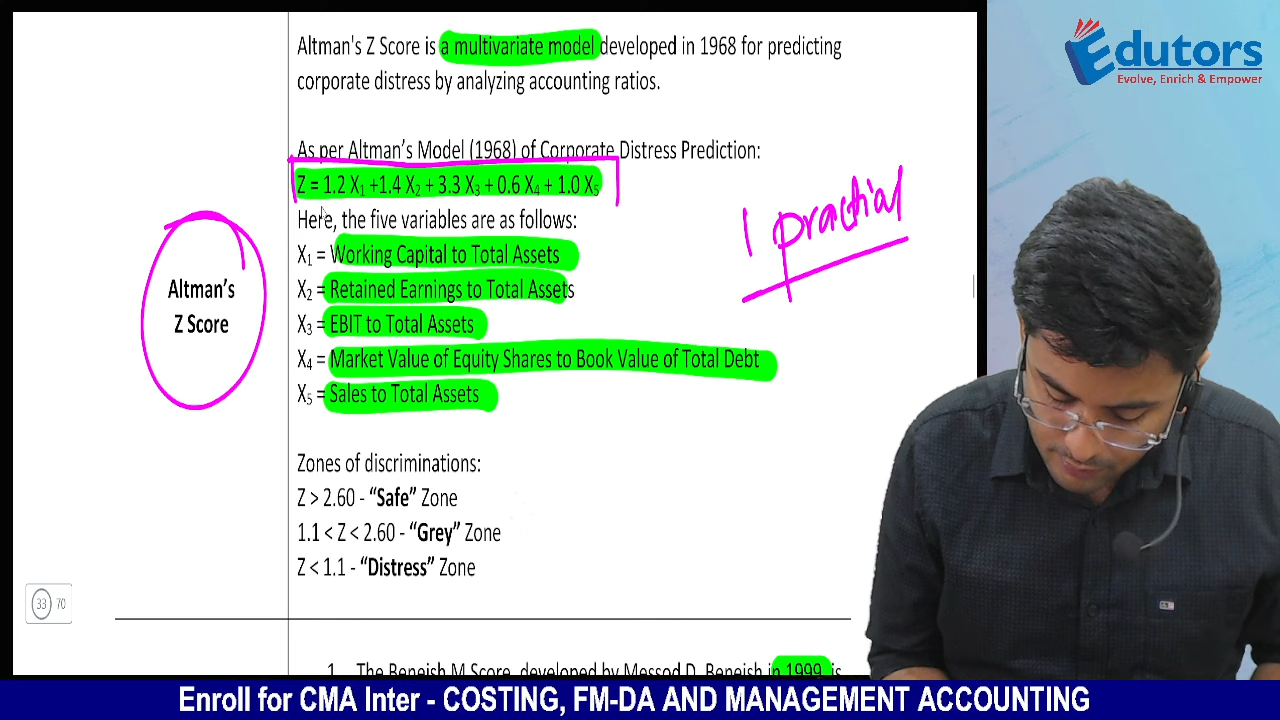 Altman's Z Score is a multivariate model developed in 1968 for predicting
corporate distress by analyzing accounting ratios.
As per Altman's Model (1968) of Corporate Distress Prediction:
Z = 1.2 X₁ +1.4 X₂ + 3.3 X₃ + 0.6 X₄ + 1.0 X₅
Here, the five variables are as follows:
X₁ = Working Capital to Total Assets
X₂ = Retained Earnings to Total Assets
X₃ = EBIT to Total Assets
X₄ = Market Value of Equity Shares to Book Value of Total Debt
X₅ = Sales to Total Assets
Zones of discriminations:
Z > 2.60 - “Safe” Zone
1.1 < Z < 2.60 - “Grey” Zone
Z < 1.1 - “Distress” Zone
Altman's
Z Score
1 practial
33 70
1. The Beneish M Score, developed by Messod D. Beneish in 1999, is
Edutors
Evolve, Enrich & Empower
Enroll for CMA Inter - COSTING, FM-DA AND MANAGEMENT ACCOUNTING